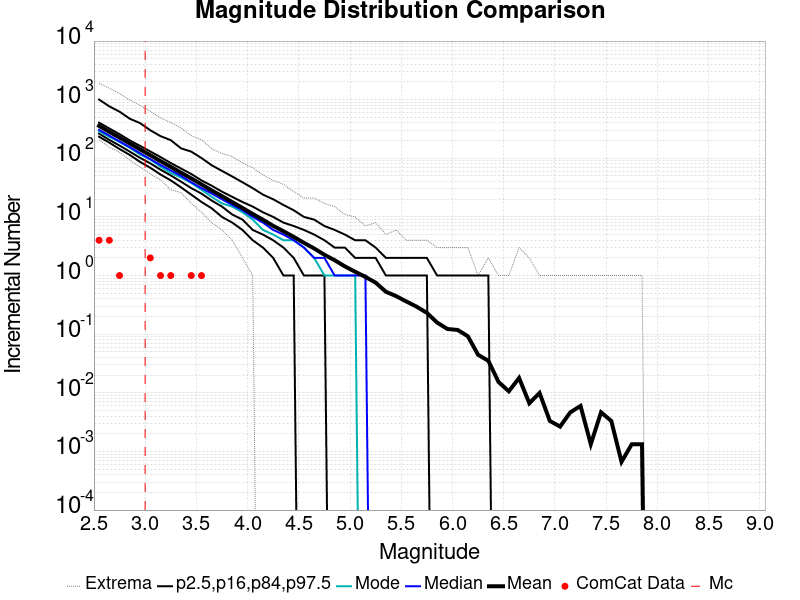 Magnitude Distribution Comparison
10^4
10^3
10^2
10^1
10^0
10^-1
10^-2
10^-3
10^-4
Incremental Number
2.5 3.0 3.5 4.0 4.5 5.0 5.5 6.0 6.5 7.0 7.5 8.0 8.5 9.0
Magnitude
Extrema p2.5,p16,p84,p97.5 Mode Median Mean ComCat Data Mc